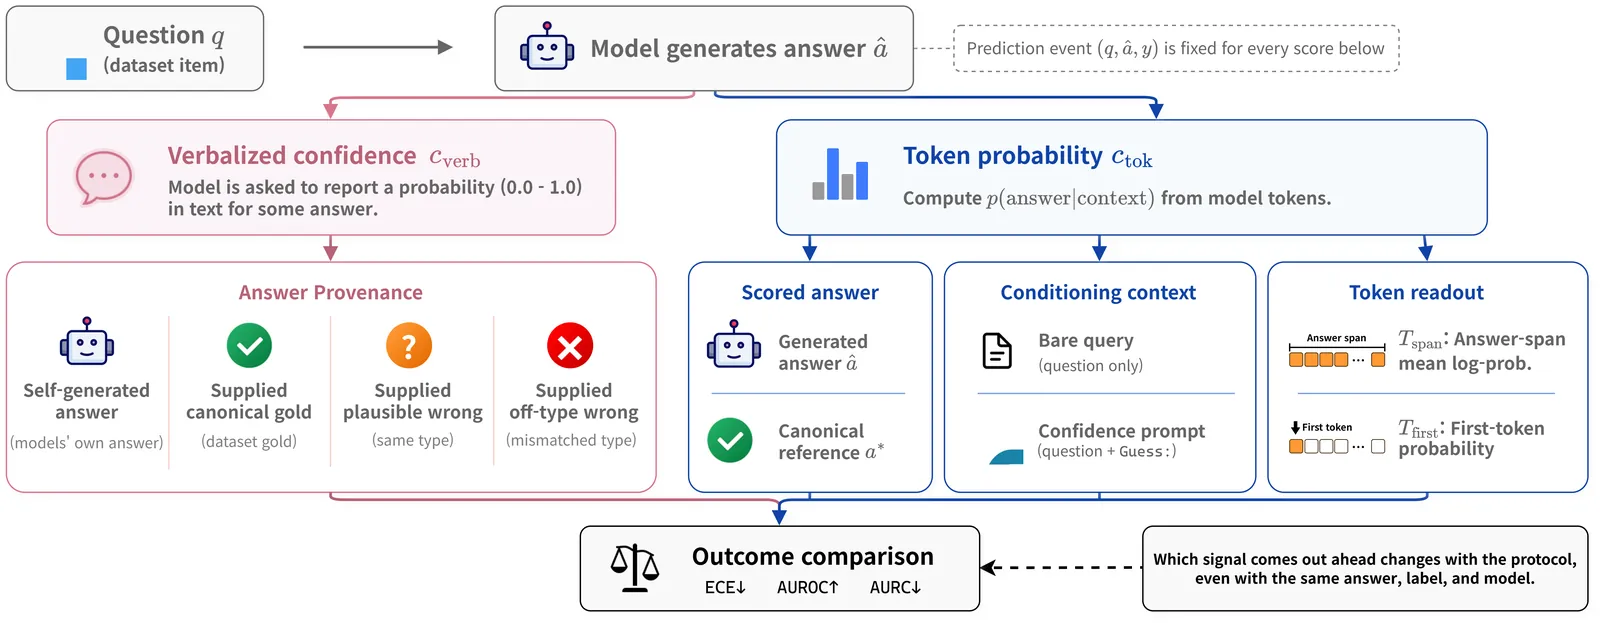 Question q
(dataset item)
Model generates answer â
Prediction event (q, â, y) is fixed for every score below
Verbalized confidence c_verb
Model is asked to report a probability (0.0 - 1.0)
in text for some answer.
Token probability c_tok
Compute p(answer|context) from model tokens.
Answer Provenance
Self-generated
answer
(models' own answer)
Supplied
canonical gold
(dataset gold)
?
Supplied
plausible wrong
(same type)
Supplied
off-type wrong
(mismatched type)
Scored answer
Generated
answer â
Canonical
reference a*
Conditioning context
Bare query
(question only)
Confidence prompt
(question + Guess:)
Token readout
Answer span
...
T_span: Answer-span
mean log-prob.
First token
...
T_first: First-token
probability
Outcome comparison
ECE↓ AUROC↑ AURC↓
Which signal comes out ahead changes with the protocol,
even with the same answer, label, and model.